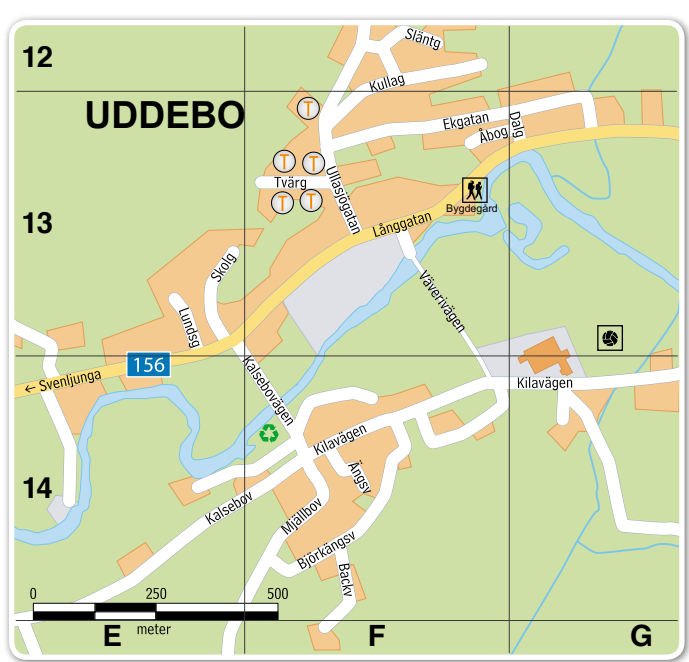 12
Släntg
Kullag
UDDEBO
T
Ekgatan
Dalg
Åbog
T
T
Tvärg
Ullasjögatan
T
T
Bygdegård
13
Långgatan
Skolg
Väverivägen
Lundsg
156
← Svenljunga
Kalsebovägen
Kilavägen
Kilavägen
Ängsv
14
Kalsebov
Mjällbov
Björkängsv
Backv
0 250 500
meter
E F G